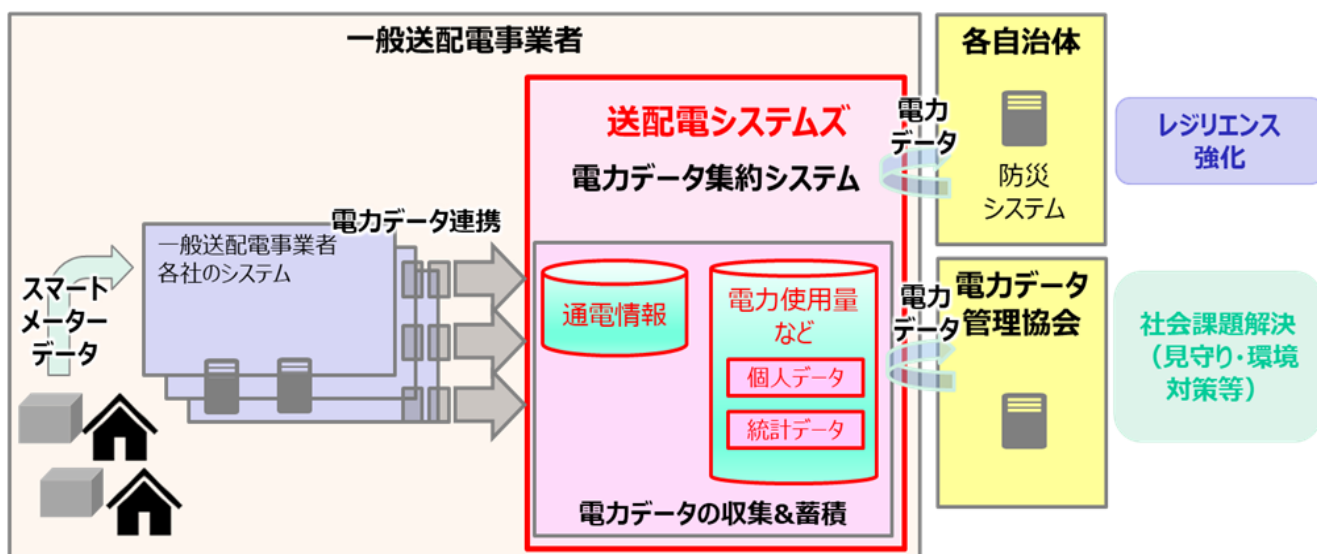 一般送配電事業者
スマート
メーター
データ
一般送配電事業者
各社のシステム
電力データ連携
送配電システムズ
電力データ集約システム
通電情報
電力使用量
など
個人データ
統計データ
電力データの収集&蓄積
電力
データ
各自治体
防災
システム
レジリエンス
強化
電力
データ
電力データ
管理協会
社会課題解決
（見守り・環境
対策等）